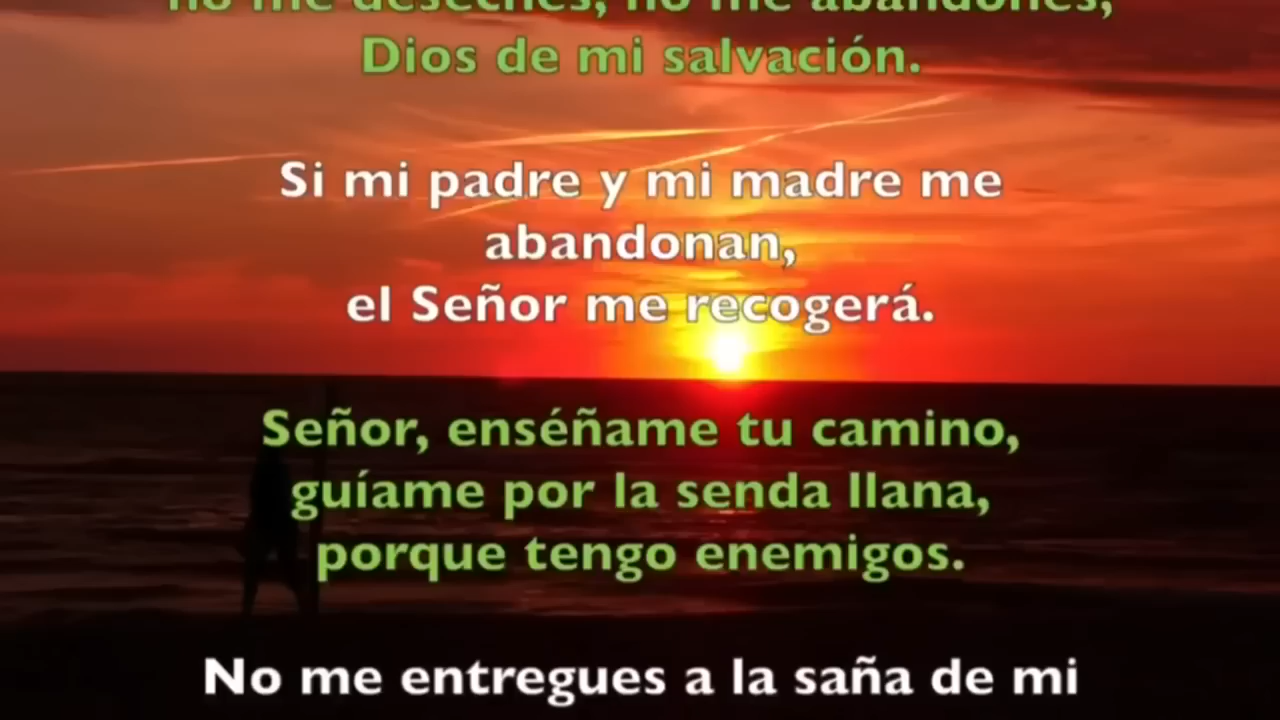 no me deseches, no me abandones,
Dios de mi salvación.
Si mi padre y mi madre me
abandonan,
el Señor me recogerá.
Señor, enséñame tu camino,
guíame por la senda llana,
porque tengo enemigos.
No me entregues a la saña de mi